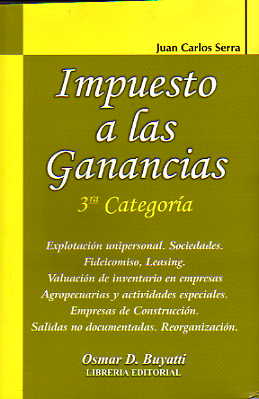 Juan Carlos Serra
Impuesto
a las
Ganancias
3ra Categoría
Explotación unipersonal. Sociedades.
Fideicomiso, Leasing.
Valuación de inventario en empresas
Agropecuarias y actividades especiales.
Empresas de Construcción.
Salidas no documentadas. Reorganización.
Osmar D. Buyatti
LIBRERIA EDITORIAL